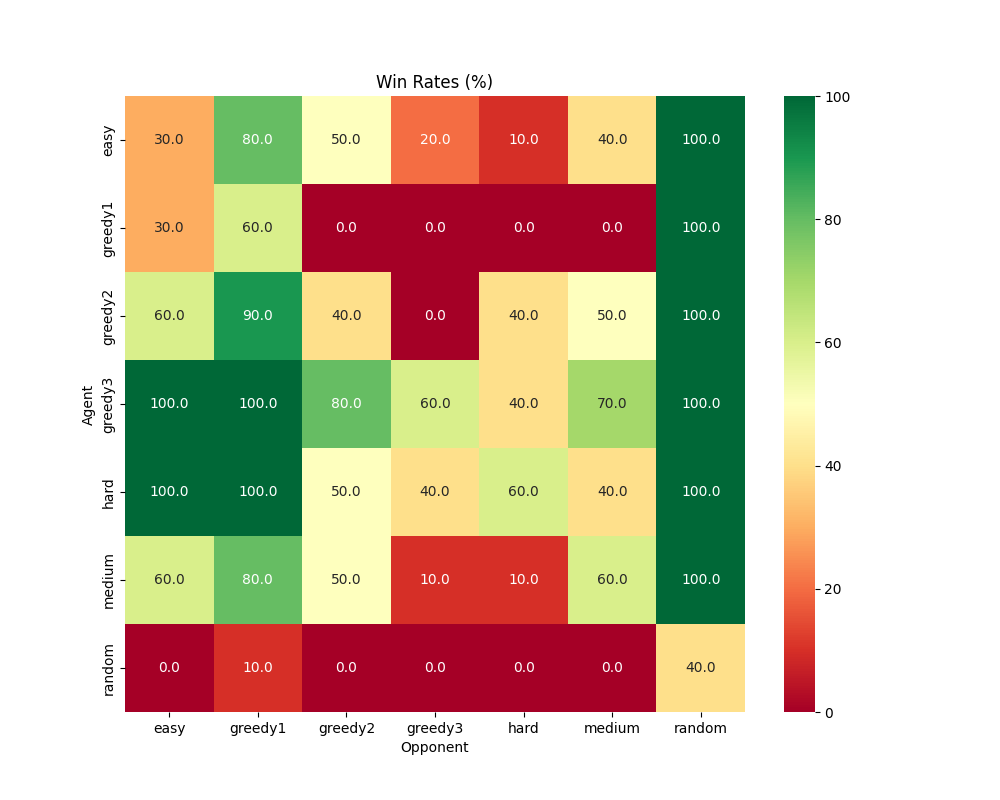 Win Rates (%)
Agent
easy 30.0 80.0 50.0 20.0 10.0 40.0 100.0
greedy1 30.0 60.0 0.0 0.0 0.0 0.0 100.0
greedy2 60.0 90.0 40.0 0.0 40.0 50.0 100.0
greedy3 100.0 100.0 80.0 60.0 40.0 70.0 100.0
hard 100.0 100.0 50.0 40.0 60.0 40.0 100.0
medium 60.0 80.0 50.0 10.0 10.0 60.0 100.0
random 0.0 10.0 0.0 0.0 0.0 0.0 40.0
easy greedy1 greedy2 greedy3 hard medium random
Opponent
100
80
60
40
20
0